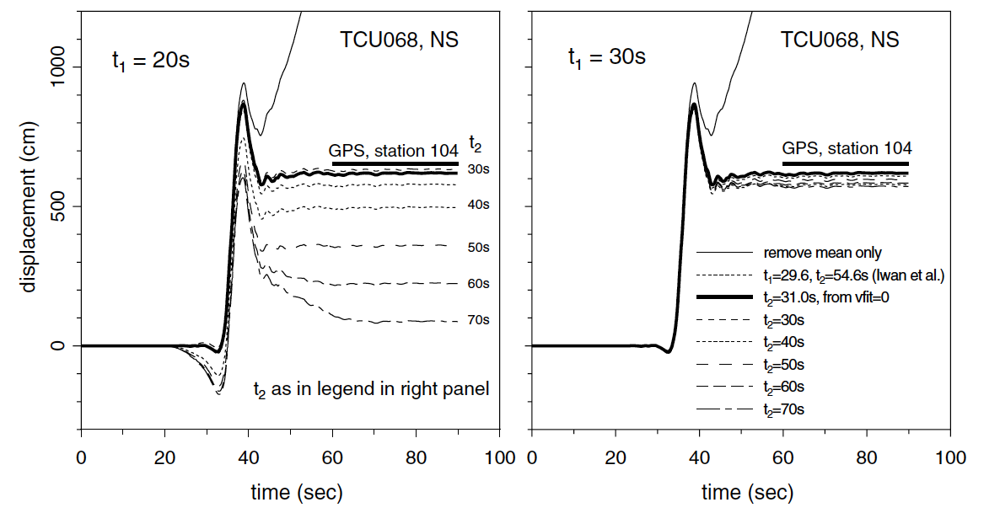 TCU068, NS
t1 = 20s
1000
500
0
displacement (cm)
GPS, station 104
t2
30s
40s
50s
60s
70s
t2 as in legend in right panel
0
20
40
60
80
100
time (sec)
TCU068, NS
t1 = 30s
GPS, station 104
remove mean only
t1=29.6, t2=54.6s (Iwan et al.)
t2=31.0s, from vfit=0
t2=30s
t2=40s
t2=50s
t2=60s
t2=70s
0
20
40
60
80
100
time (sec)